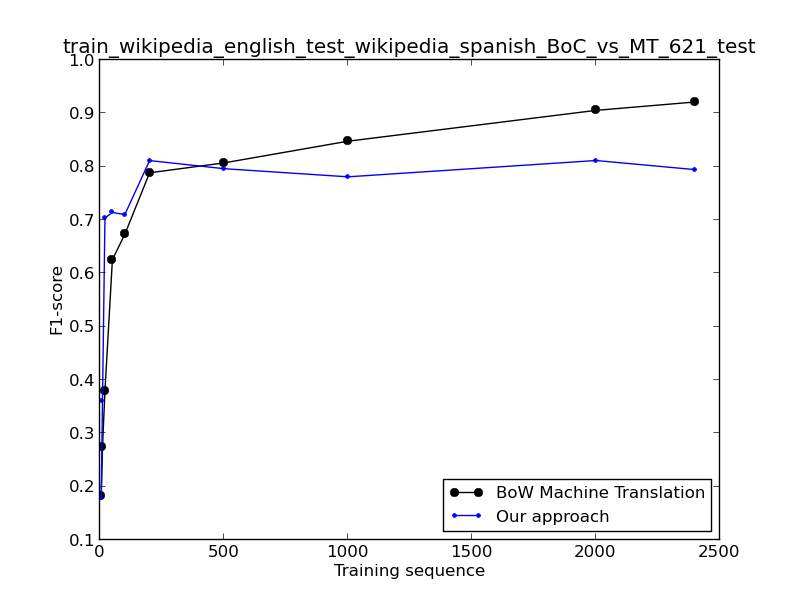 train_wikipedia_english_test_wikipedia_spanish_BoC_vs_MT_621_test
1.0
0.9
0.8
0.7
0.6
0.5
0.4
0.3
0.2
0.1
F1-score
BoW Machine Translation
Our approach
0 500 1000 1500 2000 2500
Training sequence